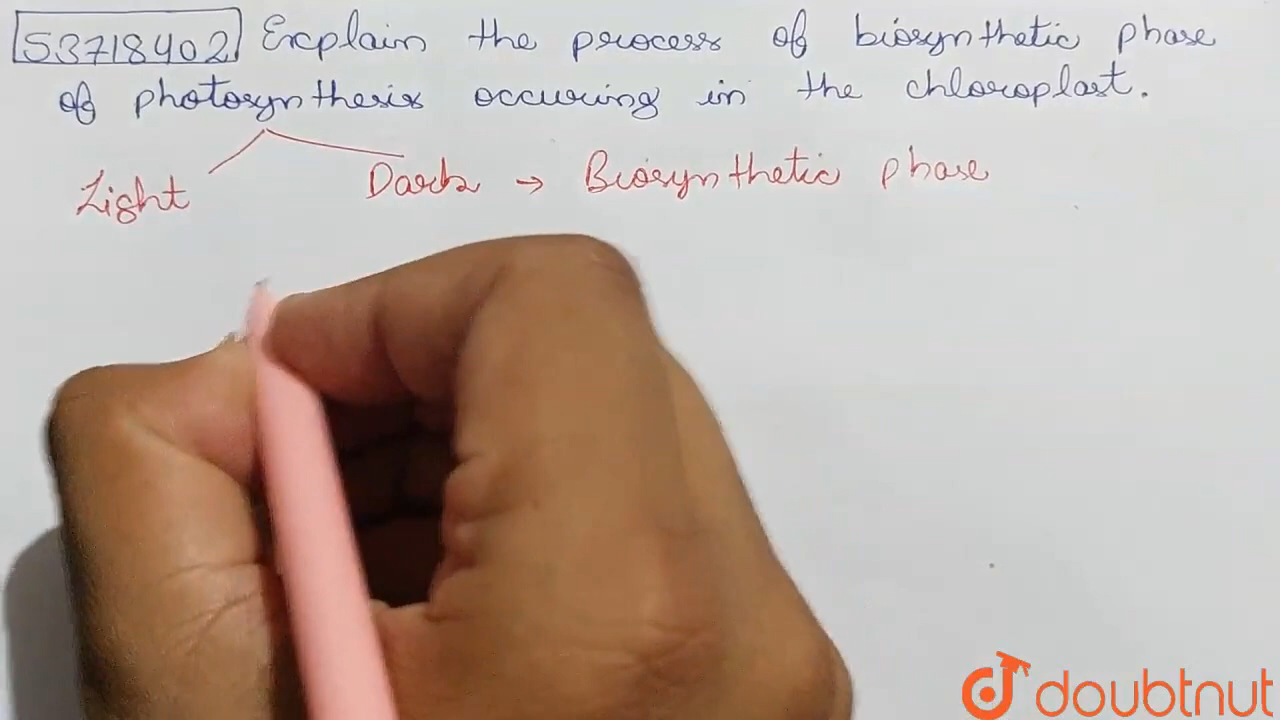 53718402 Explain the process of biosynthetic phase
of photosynthesis occuring in the chloroplast.
Light Dark → Biosynthetic phase
doubtnut